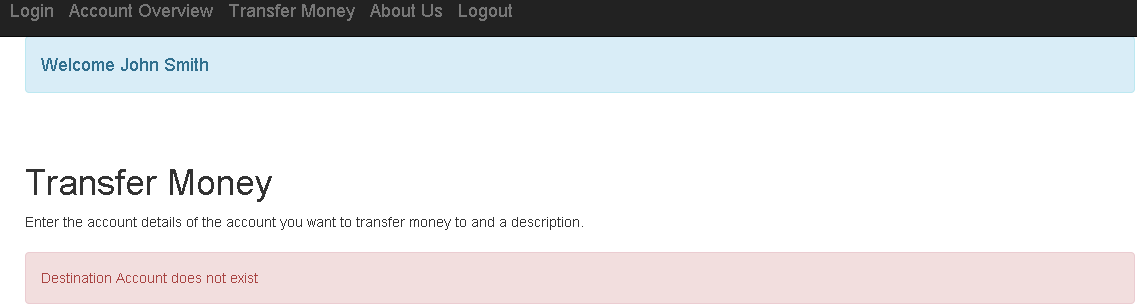 Login Account Overview Transfer Money About Us Logout
Welcome John Smith
Transfer Money
Enter the account details of the account you want to transfer money to and a description.
Destination Account does not exist